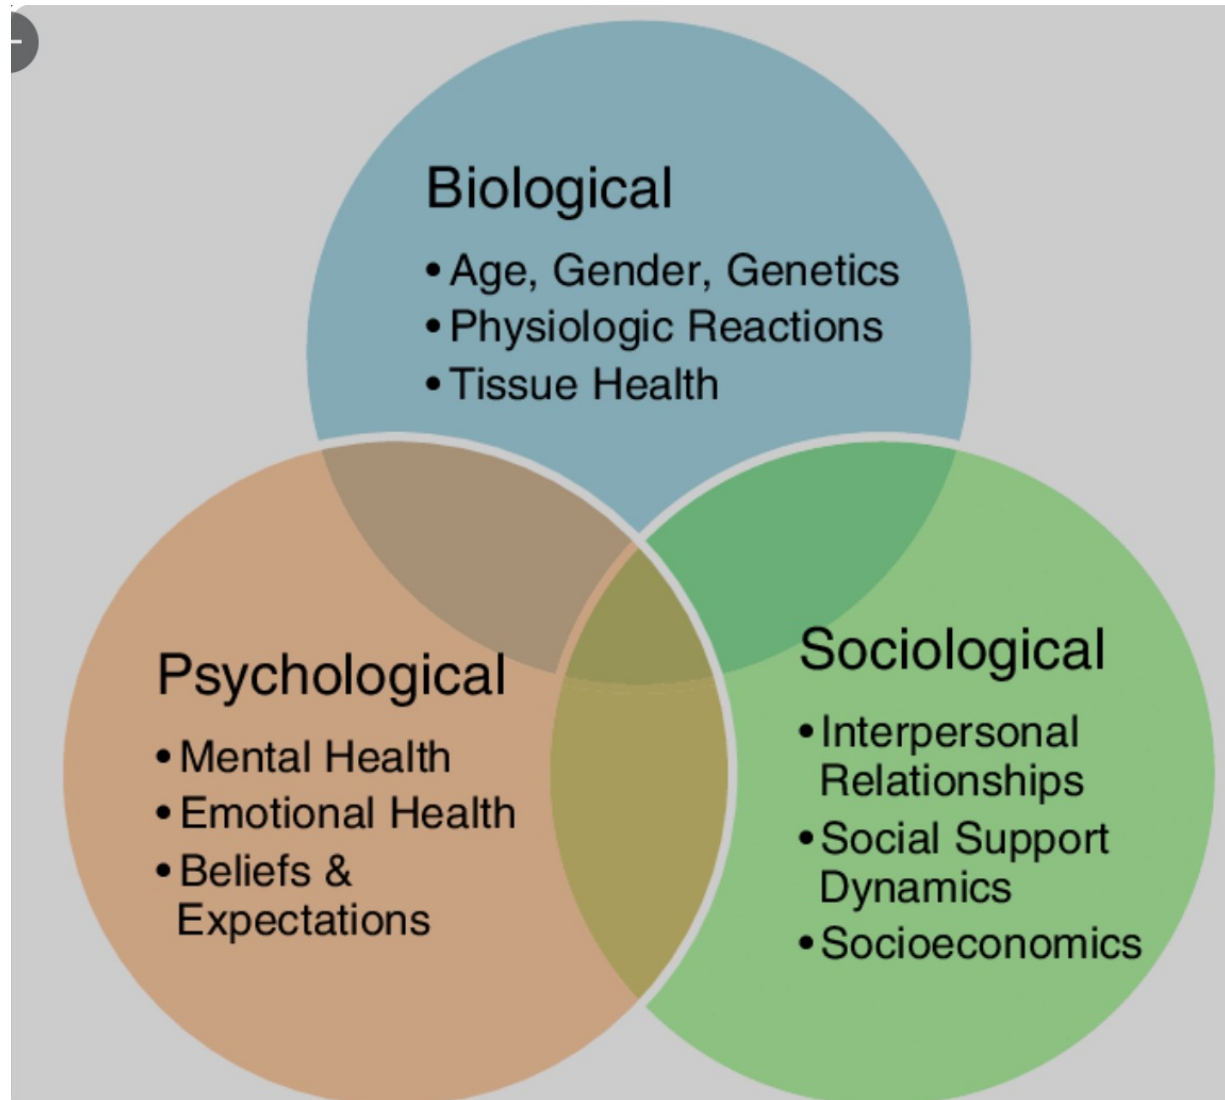 Biological
• Age, Gender, Genetics
• Physiologic Reactions
• Tissue Health
Psychological
• Mental Health
• Emotional Health
• Beliefs &
Expectations
Sociological
• Interpersonal
Relationships
• Social Support
Dynamics
• Socioeconomics